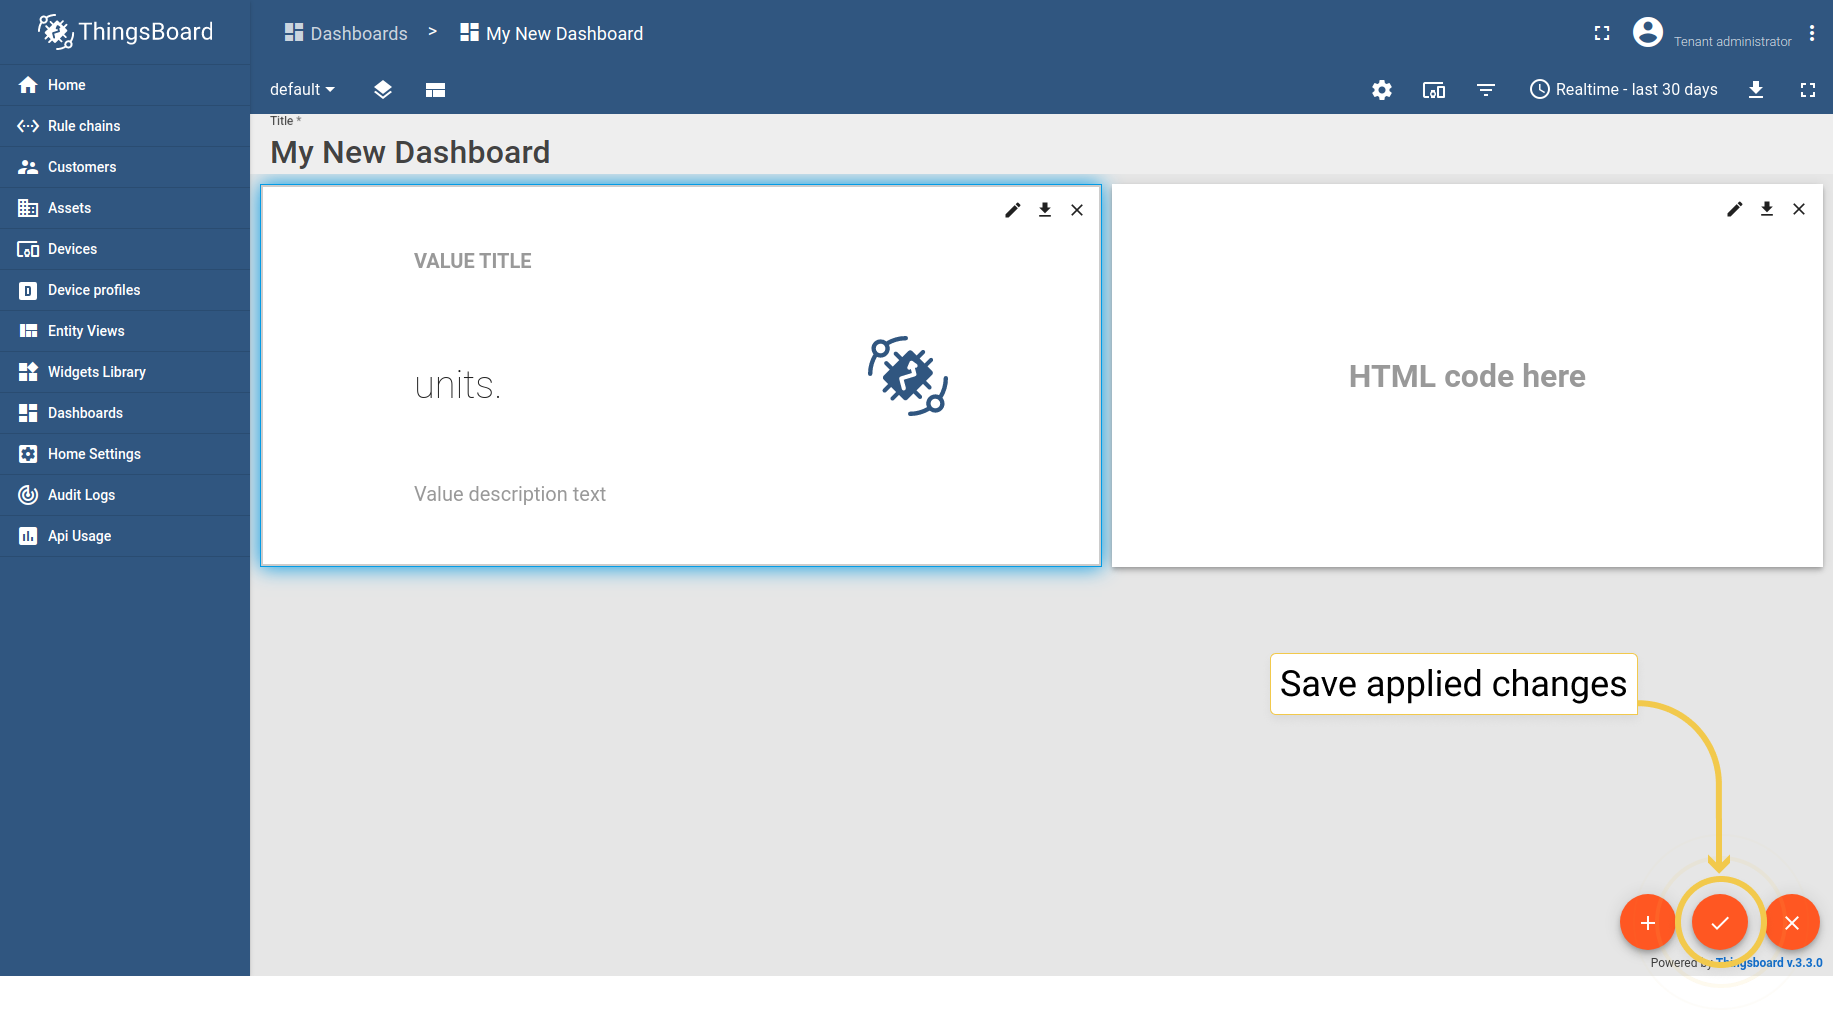 ThingsBoard
Dashboards > My New Dashboard
Tenant administrator
default
Realtime - last 30 days
Home
Rule chains
Customers
Assets
Devices
Device profiles
Entity Views
Widgets Library
Dashboards
Home Settings
Audit Logs
Api Usage
Title *
My New Dashboard
VALUE TITLE
units.
Value description text
HTML code here
Save applied changes
Powered by Thingsboard v.3.3.0